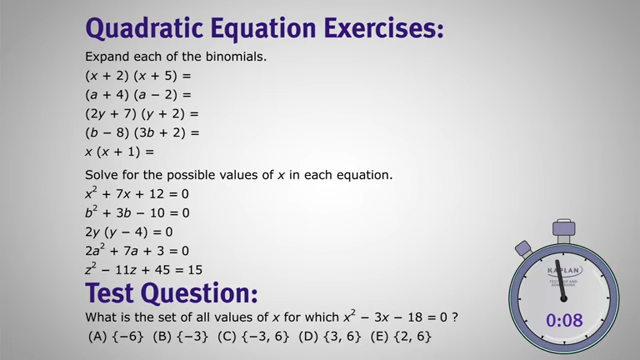 Quadratic Equation Exercises:
Expand each of the binomials.
(x + 2) (x + 5) =
(a + 4) (a − 2) =
(2y + 7) (y + 2) =
(b − 8) (3b + 2) =
x (x + 1) =
Solve for the possible values of x in each equation.
x² + 7x + 12 = 0
b² + 3b − 10 = 0
2y (y − 4) = 0
2a² + 7a + 3 = 0
z² − 11z + 45 = 15
KAPLAN
0:08
Test Question:
What is the set of all values of x for which x² − 3x − 18 = 0 ?
(A) {−6} (B) {−3} (C) {−3, 6} (D) {3, 6} (E) {2, 6}